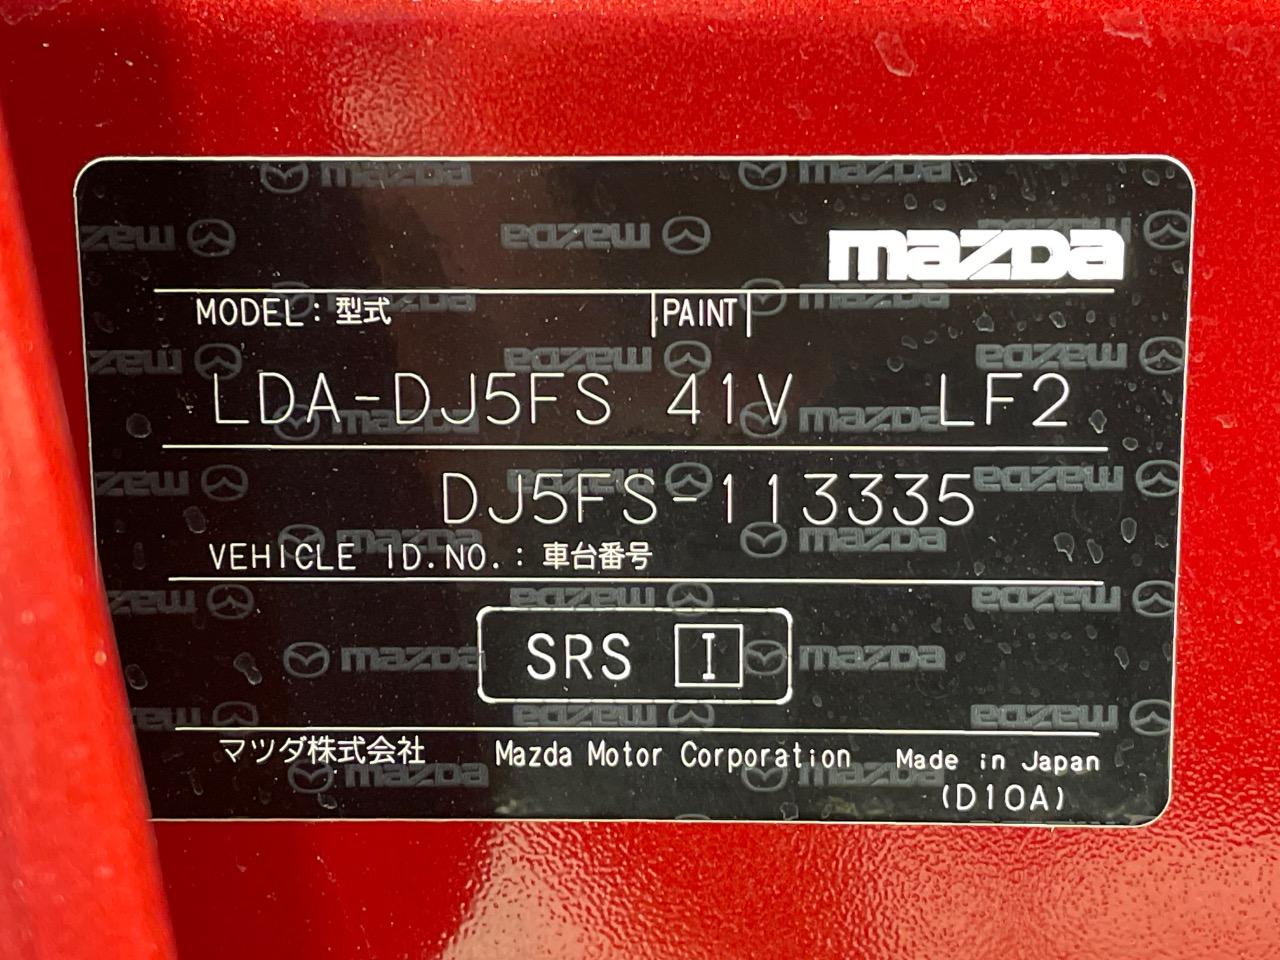 mazda
MODEL: 型式 PAINT
LDA-DJ5FS 41V LF2
DJ5FS-113335
VEHICLE ID.NO.: 車台番号
SRS I
マツダ株式会社 Mazda Motor Corporation Made in Japan
(D10A)